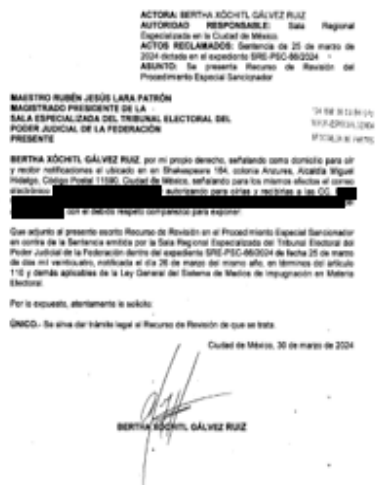 ACTORA: BERTHA XÓCHITL GÁLVEZ RUIZ
AUTORIDAD RESPONSABLE: Sala Regional
Especializada en la Ciudad de México.
ACTOS RECLAMADOS: Sentencia de 25 de marzo de
2024 dictada en el expediente SRE-PSC-86/2024
ASUNTO: Se presenta Recurso de Revisión del
Procedimiento Especial Sancionador
MAESTRO RUBÉN JESÚS LARA PATRÓN
MAGISTRADO PRESIDENTE DE LA
SALA ESPECIALIZADA DEL TRIBUNAL ELECTORAL DEL
PODER JUDICIAL DE LA FEDERACIÓN
PRESENTE
BERTHA XÓCHITL GÁLVEZ RUIZ, por mi propio derecho, señalando como domicilio para oír
y recibir notificaciones el ubicado en en Shakespeare 164, colonia Anzures, Alcaldía Miguel
Hidalgo, Código Postal 11590, Ciudad de México, señalando para los mismos efectos el correo
electrónico autorizando para oírlas y recibirlas a las CC.
con el debido respeto comparezco para exponer:
Que adjunto al presente escrito Recurso de Revisión en el Procedimiento Especial Sancionador
en contra de la Sentencia emitida por la Sala Regional Especializada del Tribunal Electoral del
Poder Judicial de la Federación dentro del expediente SRE-PSC-86/2024 de fecha 25 de marzo
de dos mil veinticuatro, notificada el día 26 de marzo del mismo año, en términos del artículo
110 y demás aplicables de la Ley General del Sistema de Medios de Impugnación en Materia
Electoral.
Por lo expuesto, atentamente le solicito:
ÚNICO.- Se sirva dar trámite legal al Recurso de Revisión de que se trata.
Ciudad de México, 30 de marzo de 2024
BERTHA XÓCHITL GÁLVEZ RUIZ